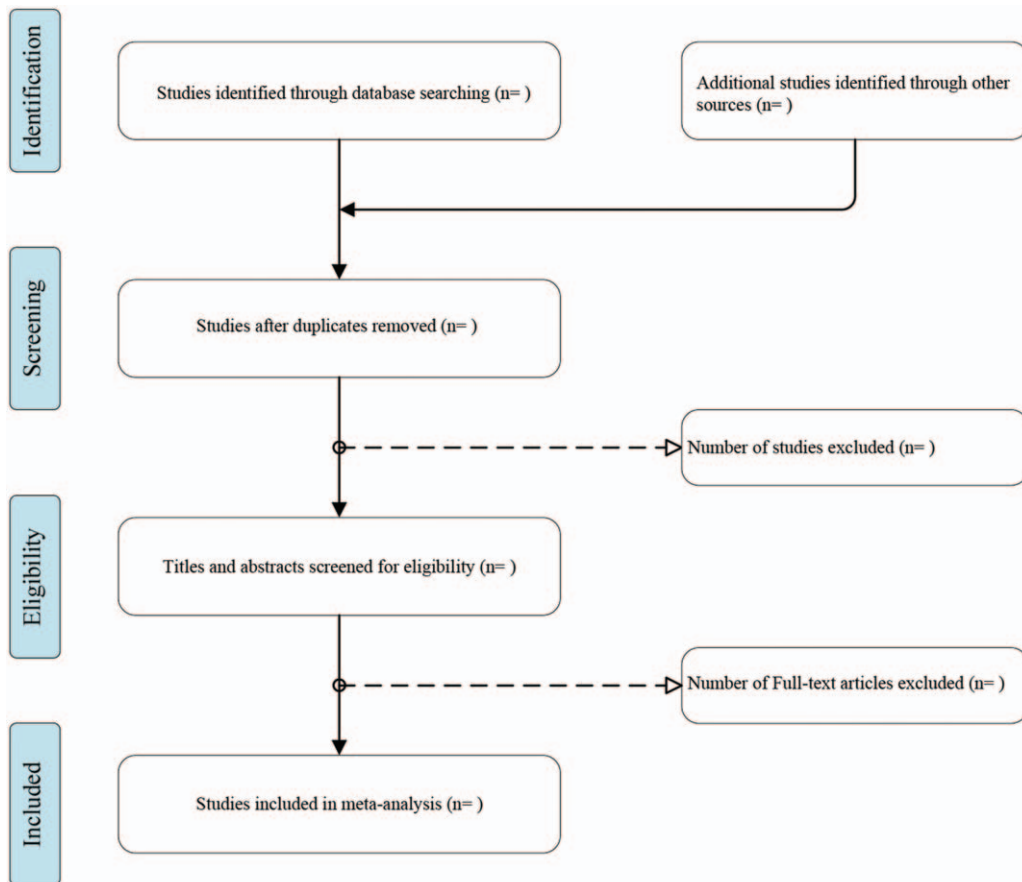 Identification
Studies identified through database searching (n= )
Additional studies identified through other
sources (n= )
Screening
Studies after duplicates removed (n= )
Number of studies excluded (n= )
Eligibility
Titles and abstracts screened for eligibility (n= )
Number of Full-text articles excluded (n= )
Included
Studies included in meta-analysis (n= )